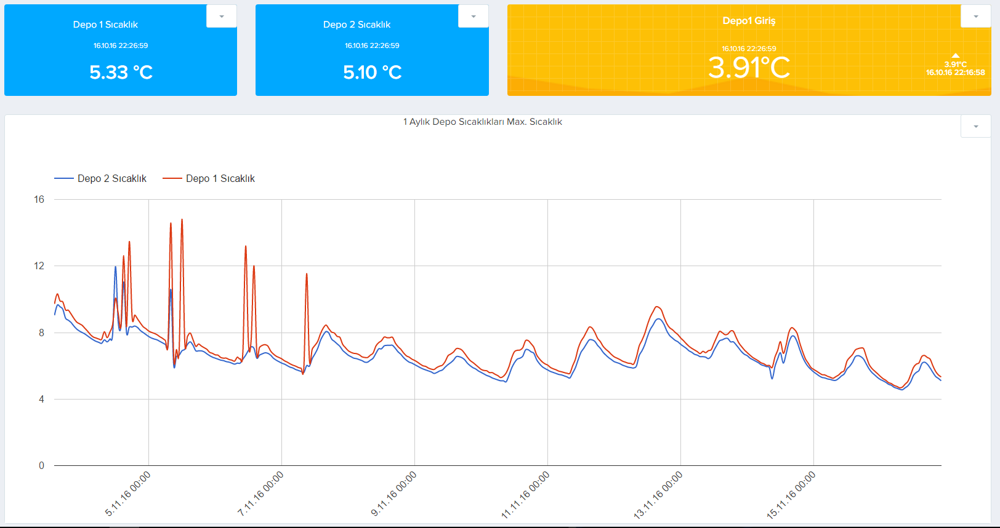 Depo 1 Sıcaklık
16.10.16 22:26:59
5.33 °C
Depo 2 Sıcaklık
16.10.16 22:26:59
5.10 °C
Depo1 Giriş
16.10.16 22:26:59
3.91°C
3.91°C
16.10.16 22:16:58
1 Aylık Depo Sıcaklıkları Max. Sıcaklık
Depo 2 Sıcaklık
Depo 1 Sıcaklık
16
12
8
4
0
5.11.16 00:00
7.11.16 00:00
9.11.16 00:00
11.11.16 00:00
13.11.16 00:00
15.11.16 00:00